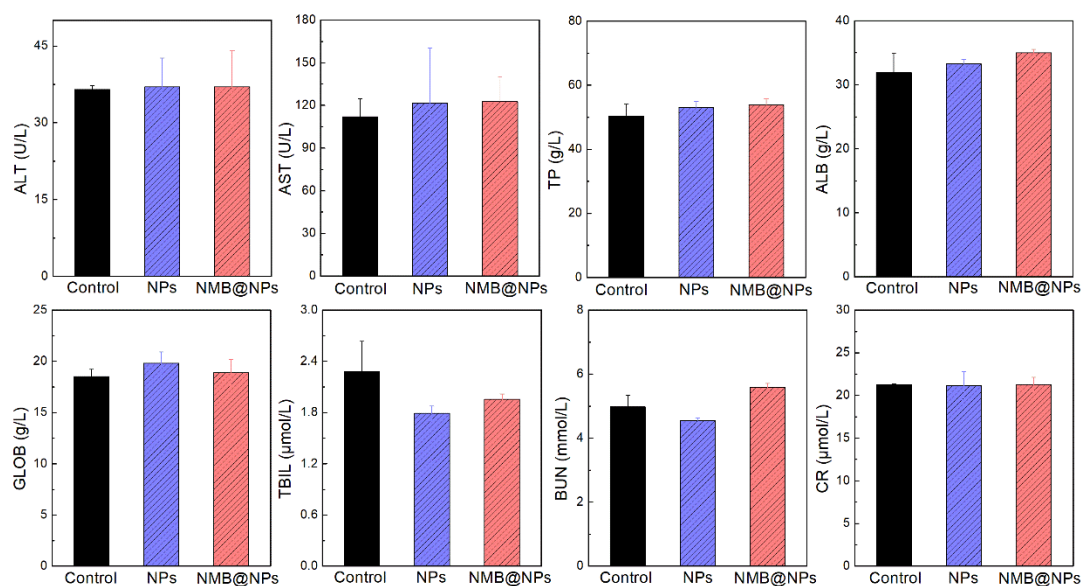 ALT (U/L)
45
30
15
0
Control NPs NMB@NPs
AST (U/L)
180
150
120
90
60
30
0
Control NPs NMB@NPs
TP (g/L)
80
60
40
20
0
Control NPs NMB@NPs
ALB (g/L)
40
30
20
10
0
Control NPs NMB@NPs
GLOB (g/L)
25
20
15
10
5
0
Control NPs NMB@NPs
TBIL (μmol/L)
3.0
2.4
1.8
1.2
0.6
0.0
Control NPs NMB@NPs
BUN (mmol/L)
8
6
4
2
0
Control NPs NMB@NPs
CR (μmol/L)
30
25
20
15
10
5
0
Control NPs NMB@NPs